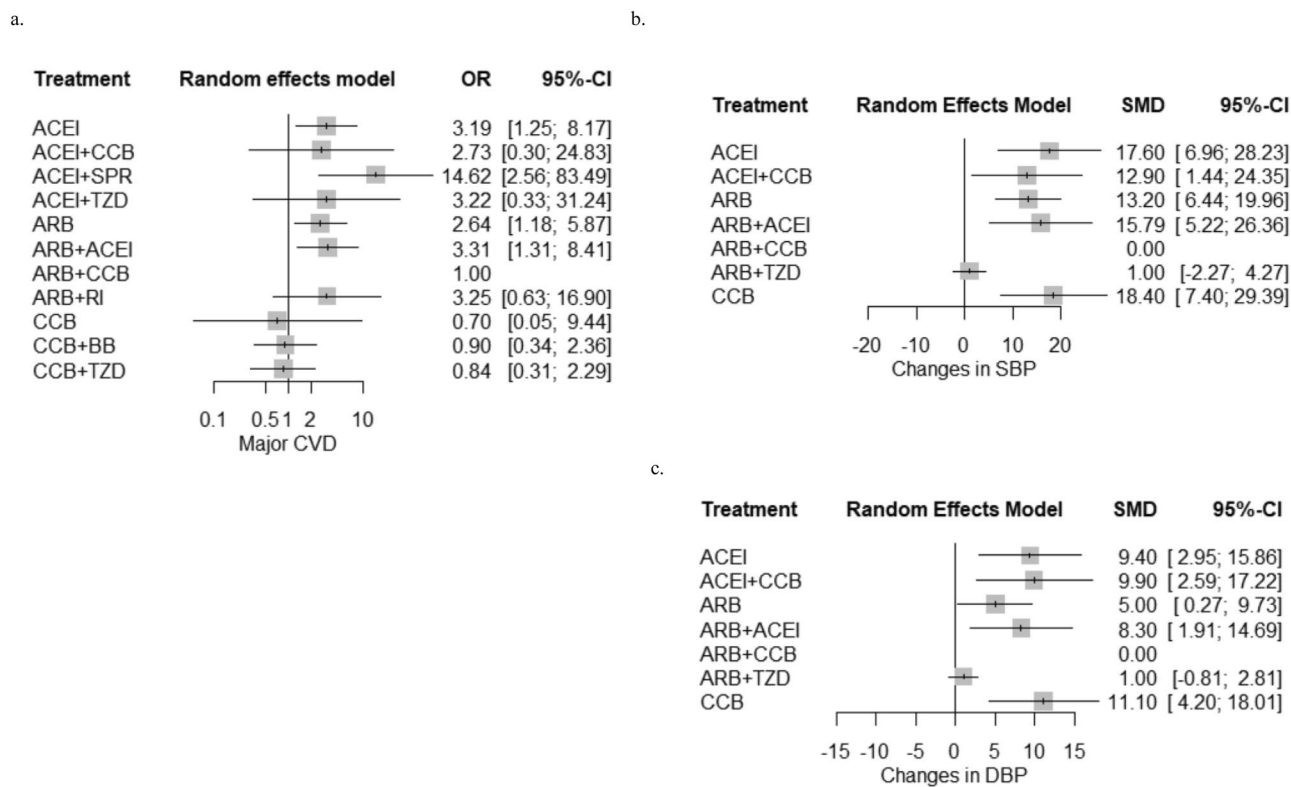 a.
Treatment Random effects model OR 95%-CI
ACEI 3.19 [1.25; 8.17]
ACEI+CCB 2.73 [0.30; 24.83]
ACEI+SPR 14.62 [2.56; 83.49]
ACEI+TZD 3.22 [0.33; 31.24]
ARB 2.64 [1.18; 5.87]
ARB+ACEI 3.31 [1.31; 8.41]
ARB+CCB 1.00
ARB+RI 3.25 [0.63; 16.90]
CCB 0.70 [0.05; 9.44]
CCB+BB 0.90 [0.34; 2.36]
CCB+TZD 0.84 [0.31; 2.29]
0.1 0.5 1 2 10
Major CVD
b.
Treatment Random Effects Model SMD 95%-CI
ACEI 17.60 [ 6.96; 28.23]
ACEI+CCB 12.90 [ 1.44; 24.35]
ARB 13.20 [ 6.44; 19.96]
ARB+ACEI 15.79 [ 5.22; 26.36]
ARB+CCB 0.00
ARB+TZD 1.00 [-2.27; 4.27]
CCB 18.40 [ 7.40; 29.39]
-20 -10 0 10 20
Changes in SBP
c.
Treatment Random Effects Model SMD 95%-CI
ACEI 9.40 [ 2.95; 15.86]
ACEI+CCB 9.90 [ 2.59; 17.22]
ARB 5.00 [ 0.27; 9.73]
ARB+ACEI 8.30 [ 1.91; 14.69]
ARB+CCB 0.00
ARB+TZD 1.00 [-0.81; 2.81]
CCB 11.10 [ 4.20; 18.01]
-15 -10 -5 0 5 10 15
Changes in DBP